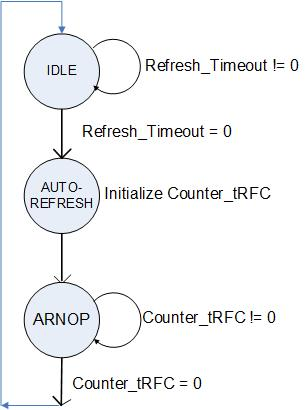 IDLE
Refresh_Timeout != 0
Refresh_Timeout = 0
AUTO-
REFRESH
Initialize Counter_tRFC
ARNOP
Counter_tRFC != 0
Counter_tRFC = 0